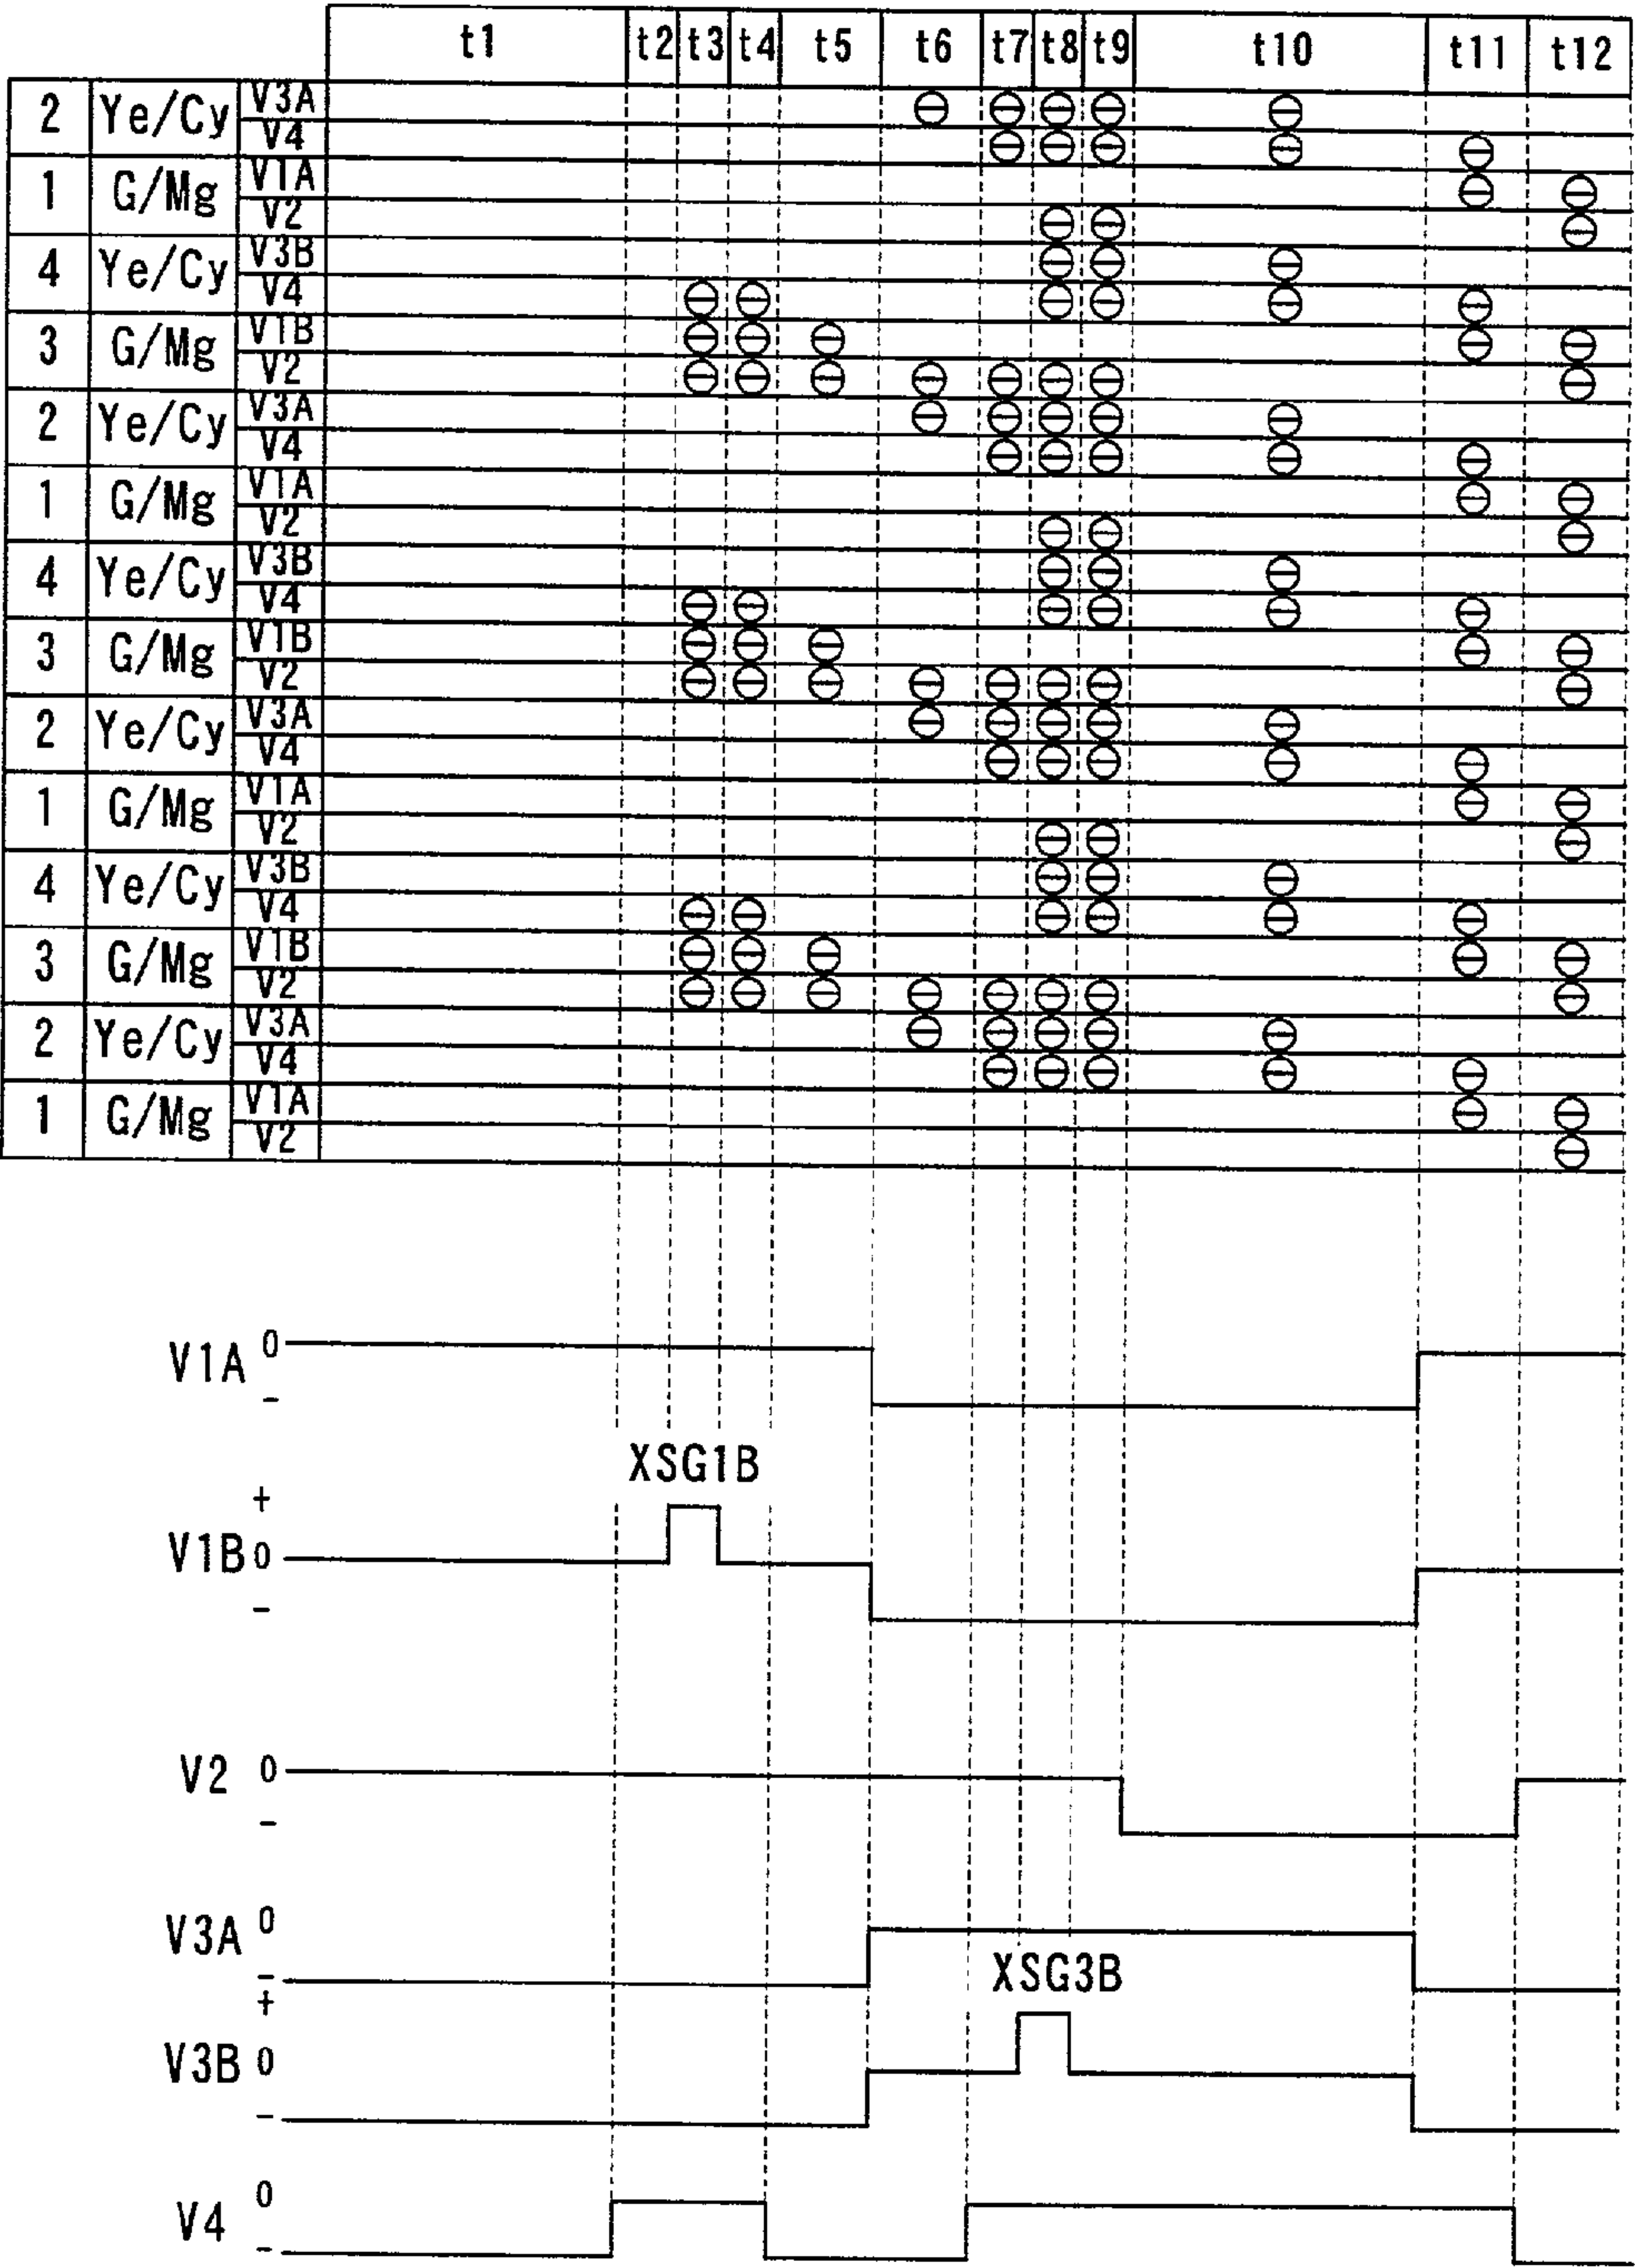 t1 t2 t3 t4 t5 t6 t7 t8 t9 t10 t11 t12
2 Ye/Cy V3A
V4
1 G/Mg V1A
V2
4 Ye/Cy V3B
V4
3 G/Mg V1B
V2
2 Ye/Cy V3A
V4
1 G/Mg V1A
V2
4 Ye/Cy V3B
V4
3 G/Mg V1B
V2
2 Ye/Cy V3A
V4
1 G/Mg V1A
V2
4 Ye/Cy V3B
V4
3 G/Mg V1B
V2
2 Ye/Cy V3A
V4
1 G/Mg V1A
V2
V1A 0
-
XSG1B
+
V1B 0
-
V2 0
-
V3A 0
-
XSG3B
+
V3B 0
-
V4 0
-